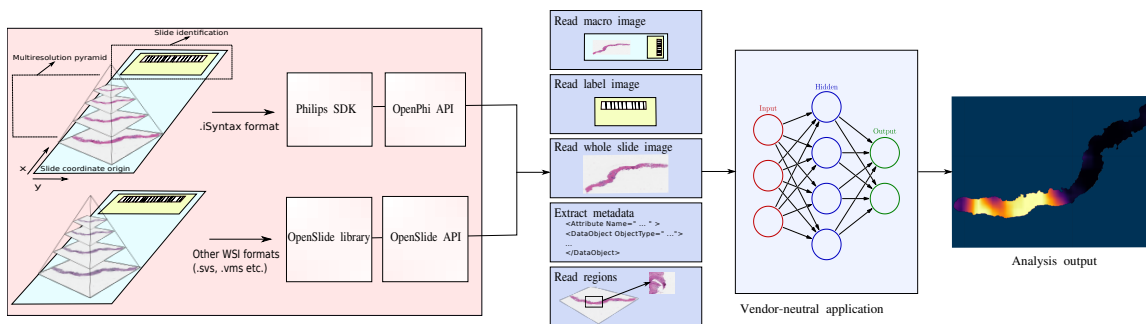 Slide identification
Multiresolution pyramid
.iSyntax format
Philips SDK
OpenPhi API
x
Slide coordinate origin
y
Other WSI formats
(.svs, .vms etc.)
OpenSlide library
OpenSlide API
Read macro image
Read label image
Read whole slide image
Extract metadata
<Attribute Name=" ... " >
<DataObject ObjectType=" ...">
...
</DataObject>
Read regions
Hidden
Input
Output
Vendor-neutral application
Analysis output